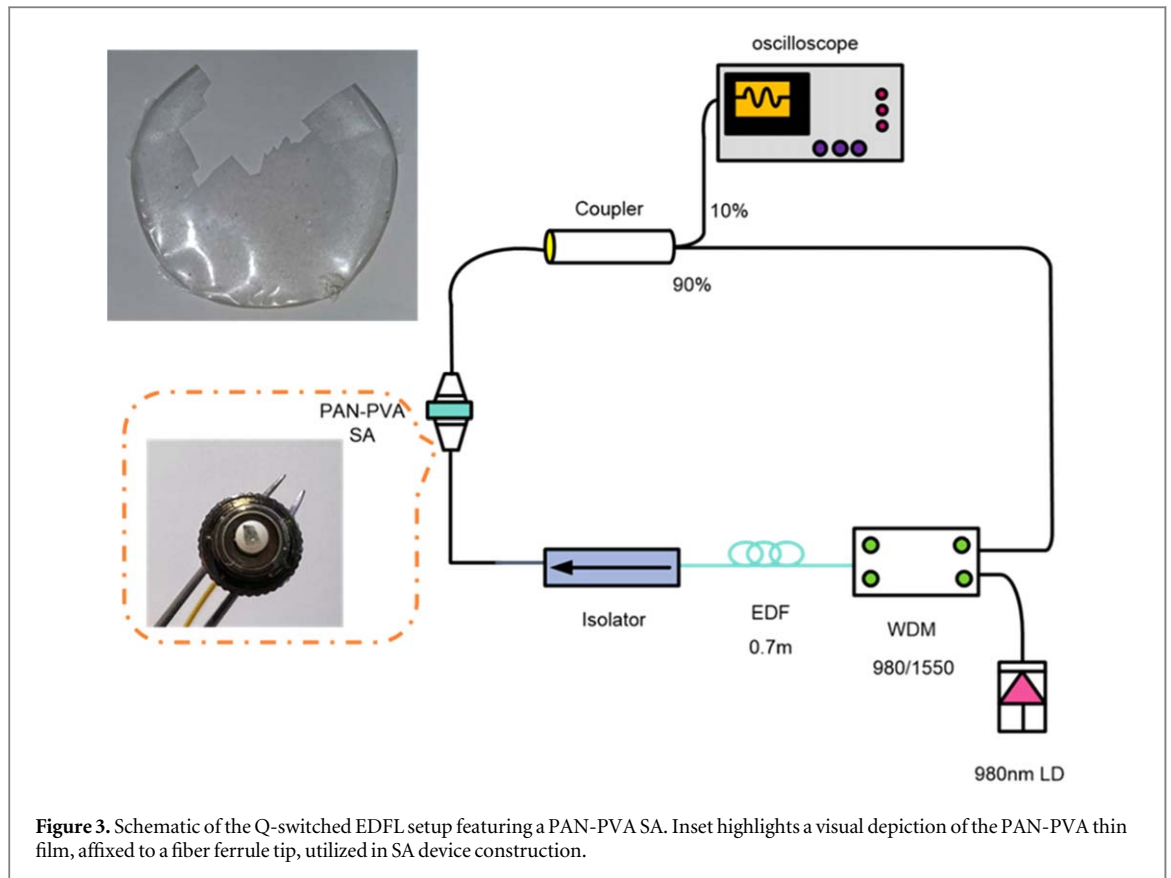 oscilloscope
Coupler
10%
90%
PAN-PVA
SA
Isolator
EDF
0.7m
WDM
980/1550
980nm LD
Figure 3. Schematic of the Q-switched EDFL setup featuring a PAN-PVA SA. Inset highlights a visual depiction of the PAN-PVA thin
film, affixed to a fiber ferrule tip, utilized in SA device construction.